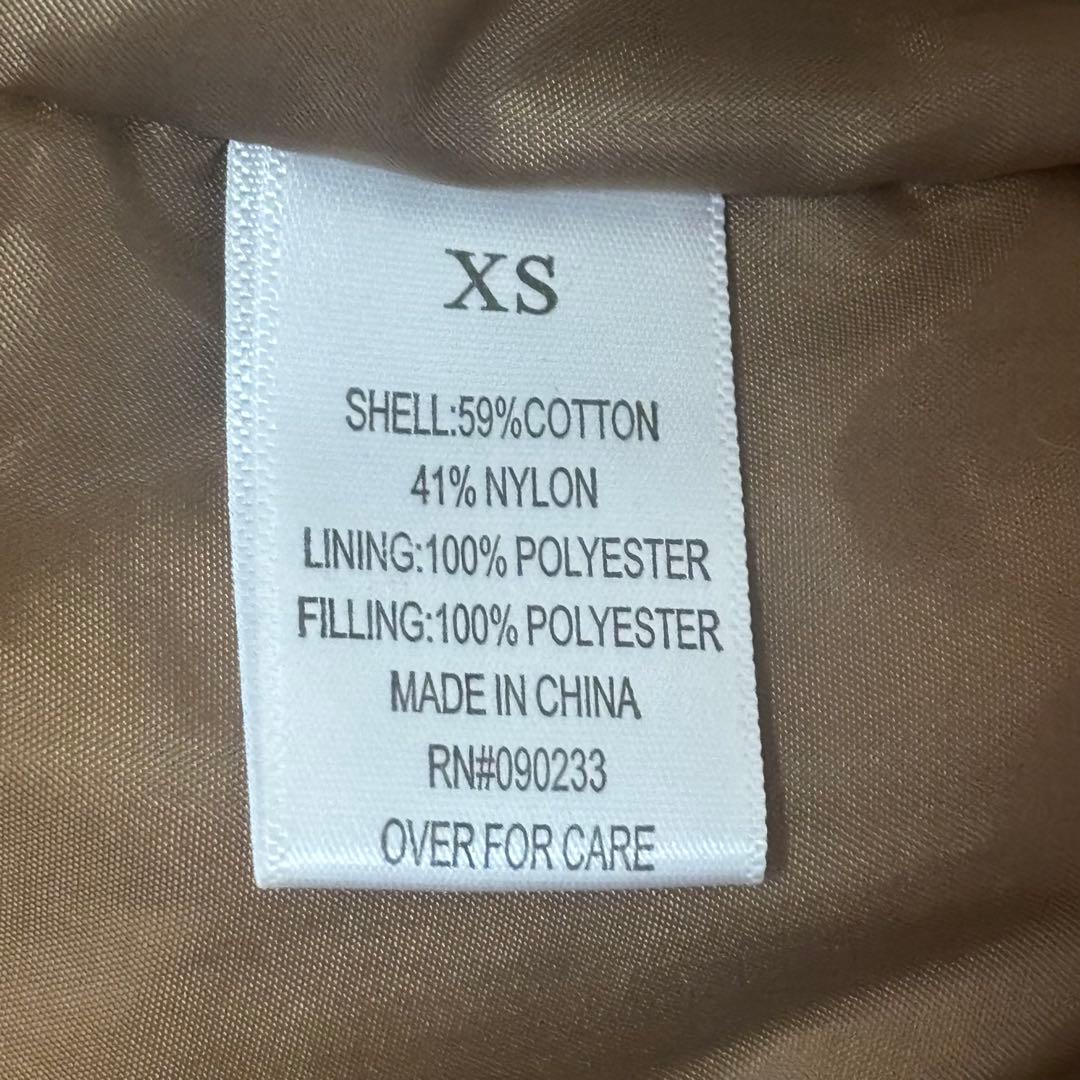 XS
SHELL:59%COTTON
41% NYLON
LINING:100% POLYESTER
FILLING:100% POLYESTER
MADE IN CHINA
RN#090233
OVER FOR CARE